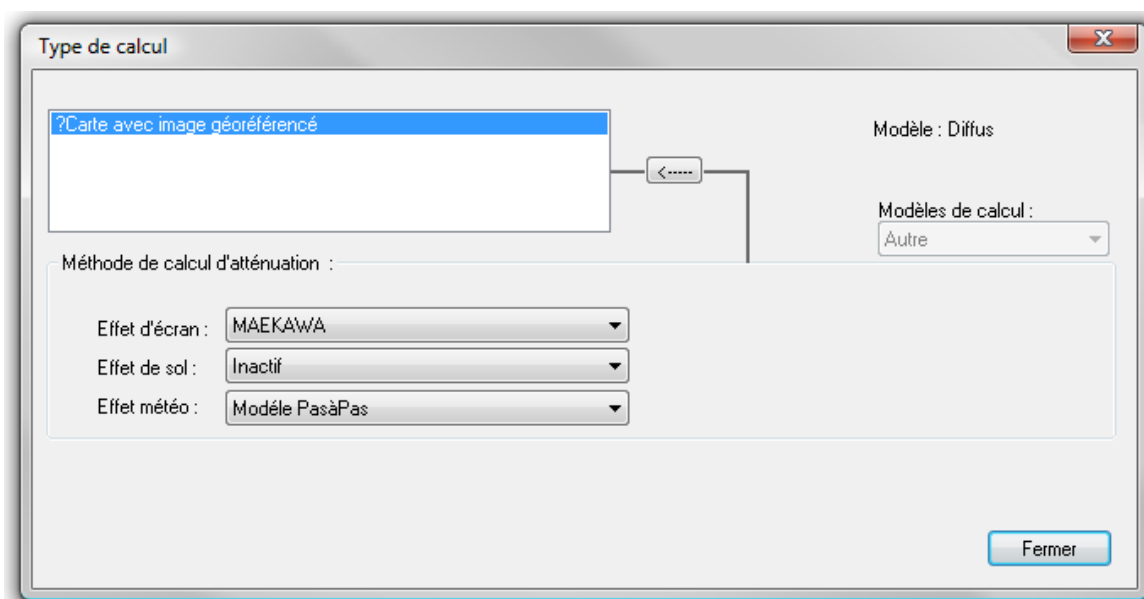 Type de calcul
?Carte avec image géoréférencé
<-----
Modèle : Diffus
Modèles de calcul :
Autre
Méthode de calcul d'atténuation :
Effet d'écran : MAEKAWA
Effet de sol : Inactif
Effet météo : Modéle PasàPas
Fermer